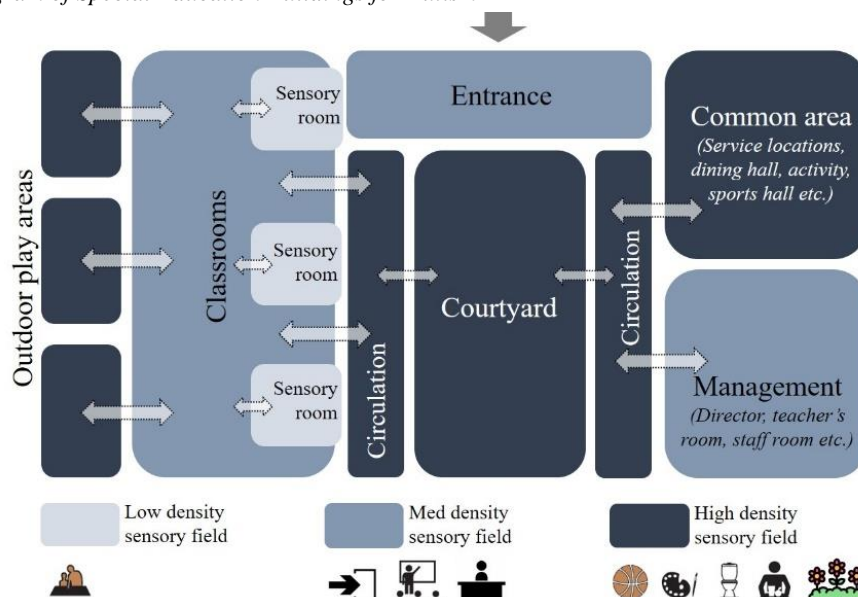 Outdoor play areas
Classrooms
Sensory
room
Sensory
room
Sensory
room
Entrance
Circulation
Courtyard
Circulation
Common area
(Service locations,
dining hall, activity,
sports hall etc.)
Management
(Director, teacher's
room, staff room etc.)
Low density
sensory field
Med density
sensory field
High density
sensory field